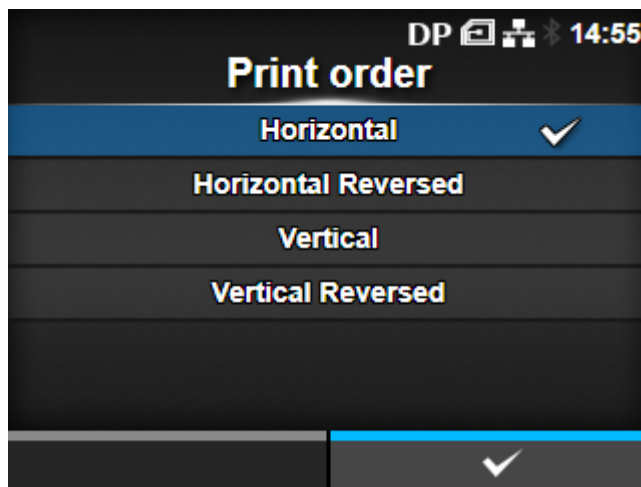 DP 14:55
Print order
Horizontal
Horizontal Reversed
Vertical
Vertical Reversed